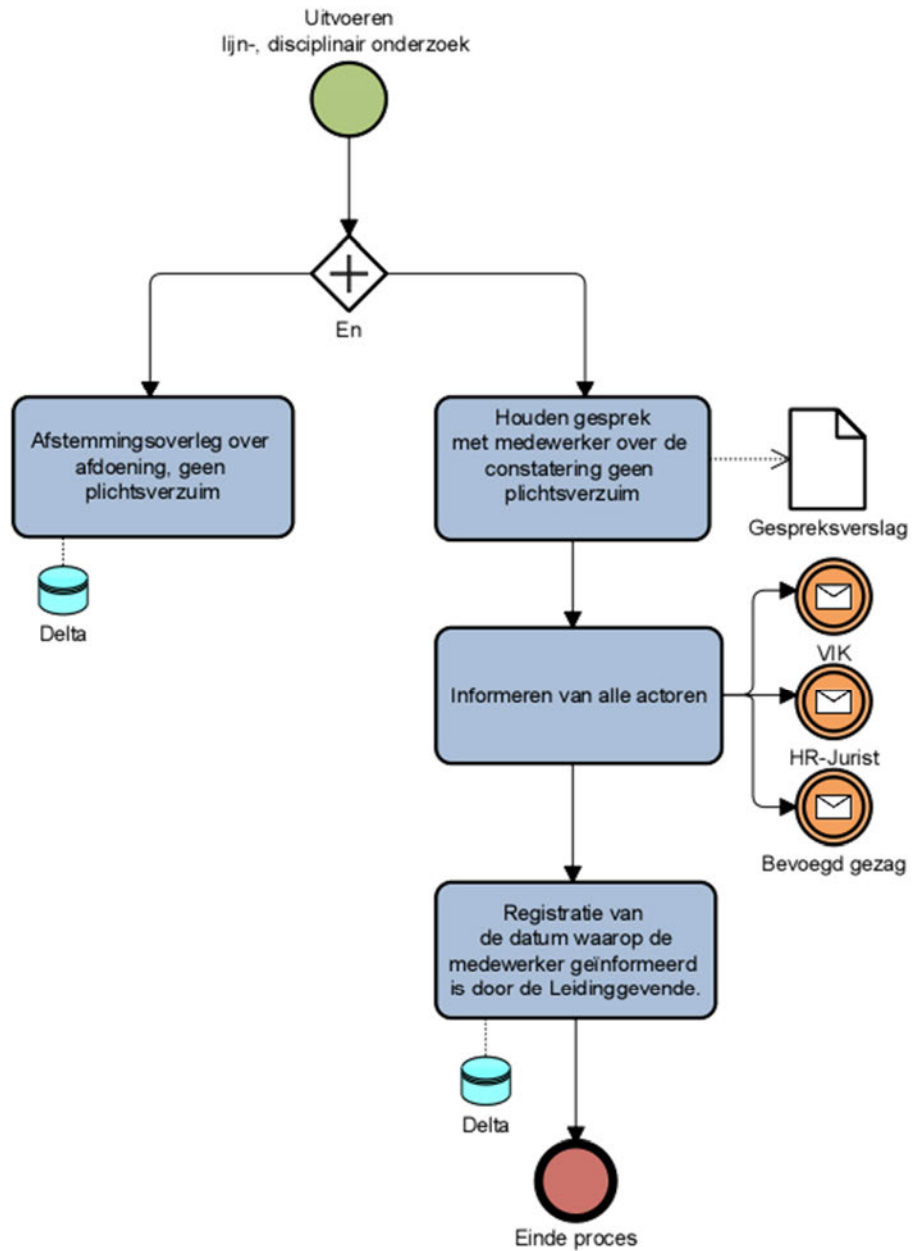 Uitvoeren
lijn-, disciplinair onderzoek
En
Afstemmingsoverleg over
afdoening, geen
plichtsverzuim
Delta
Houden gesprek
met medewerker over de
constatering geen
plichtsverzuim
Gespreksverslag
Informeren van alle actoren
VIK
HR-Jurist
Bevoegd gezag
Registratie van
de datum waarop de
medewerker geïnformeerd
is door de Leidinggevende.
Delta
Einde proces